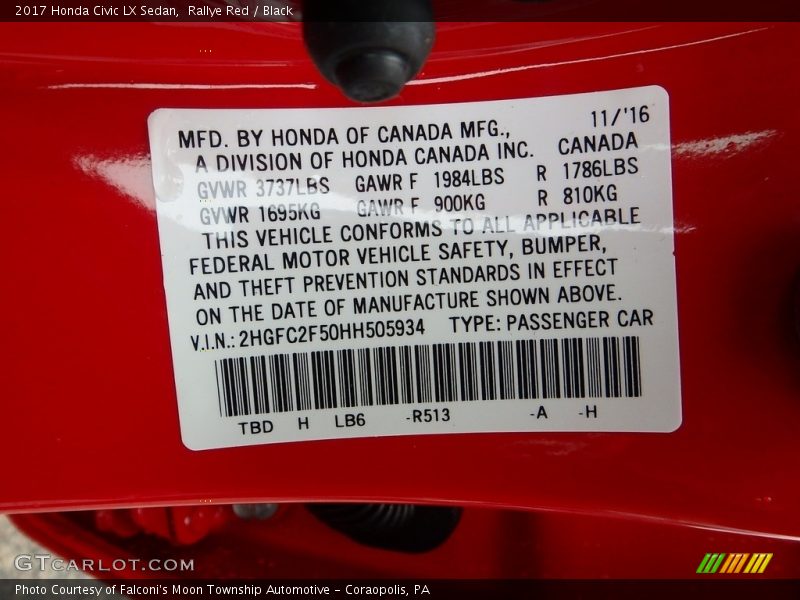 2017 Honda Civic LX Sedan,  Rallye Red / Black
11/'16
MFD. BY HONDA OF CANADA MFG.,
A DIVISION OF HONDA CANADA INC. CANADA
GVWR 3737LBS GAWR F 1984LBS R 1786LBS
GVWR 1695KG GAWR F 900KG R 810KG
THIS VEHICLE CONFORMS TO ALL APPLICABLE
FEDERAL MOTOR VEHICLE SAFETY, BUMPER,
AND THEFT PREVENTION STANDARDS IN EFFECT
ON THE DATE OF MANUFACTURE SHOWN ABOVE.
V.I.N.: 2HGFC2F50HH505934 TYPE: PASSENGER CAR
TBD H LB6 -R513 -A -H
GTCARLOT.COM
Photo Courtesy of Falconi's Moon Township Automotive – Coraopolis, PA